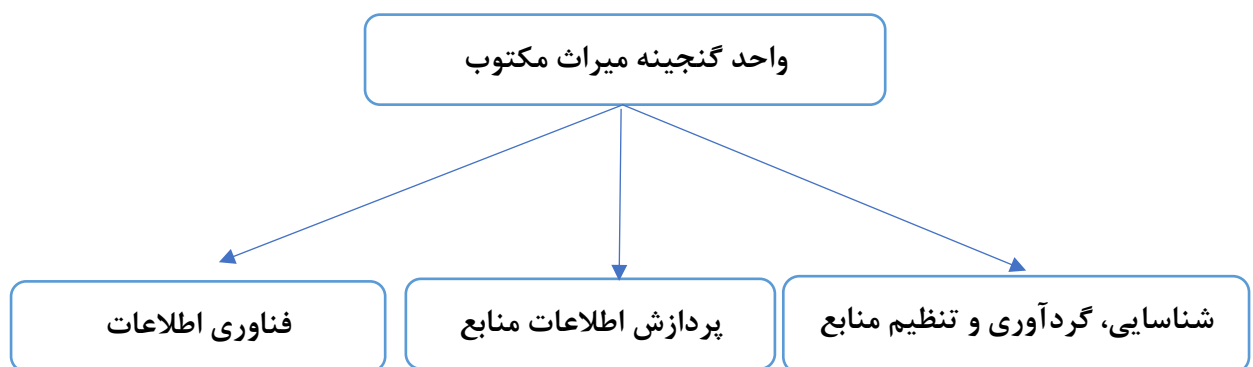 واحد گنجینه میراث مکتوب
شناسایی، گردآوری و تنظیم منابع
پردازش اطلاعات منابع
فناوری اطلاعات